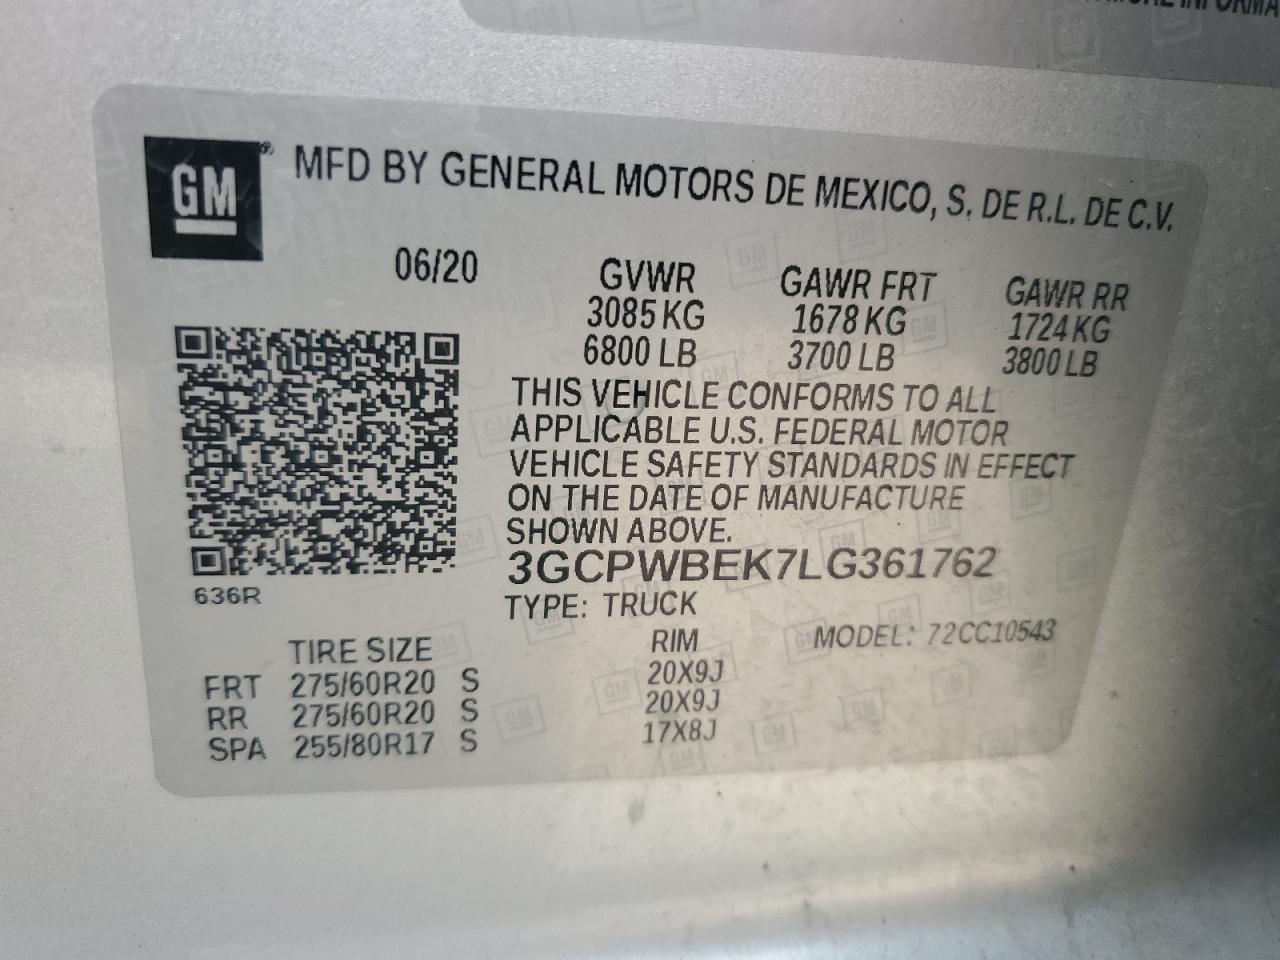 MORE INFORMA
GM® MFD BY GENERAL MOTORS DE MEXICO, S. DE R.L. DE C.V.
06/20 GVWR GAWR FRT GAWR RR
3085 KG 1678 KG 1724 KG
6800 LB 3700 LB 3800 LB
THIS VEHICLE CONFORMS TO ALL
APPLICABLE U.S. FEDERAL MOTOR
VEHICLE SAFETY STANDARDS IN EFFECT
ON THE DATE OF MANUFACTURE
SHOWN ABOVE.
3GCPWBEK7LG361762
636R
TYPE: TRUCK
TIRE SIZE RIM MODEL: 72CC10543
FRT 275/60R20 S 20X9J
RR 275/60R20 S 20X9J
SPA 255/80R17 S 17X8J